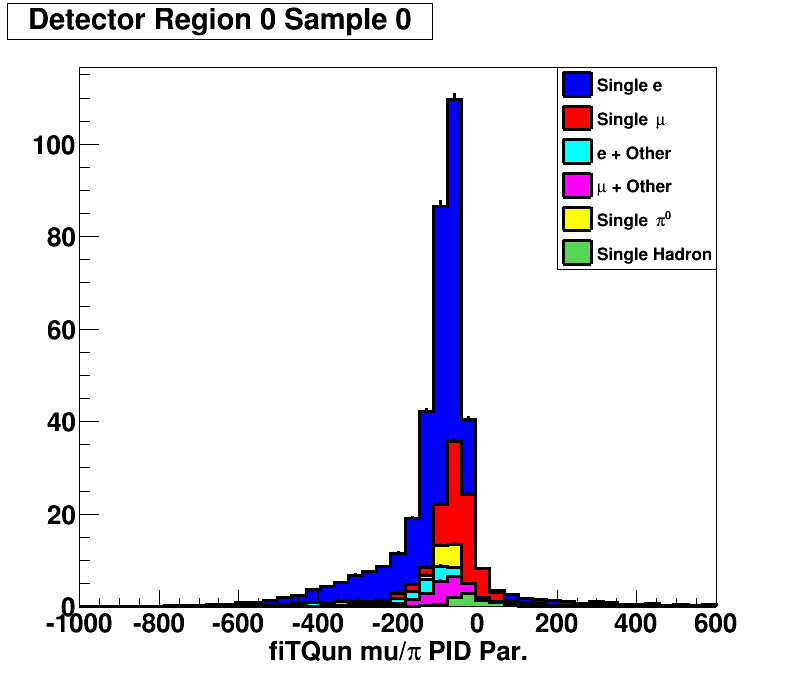 Detector Region 0 Sample 0
Single e
Single μ
e + Other
μ + Other
Single π⁰
Single Hadron
100
80
60
40
20
0
-1000 -800 -600 -400 -200 0 200 400 600
fiTQun mu/π PID Par.